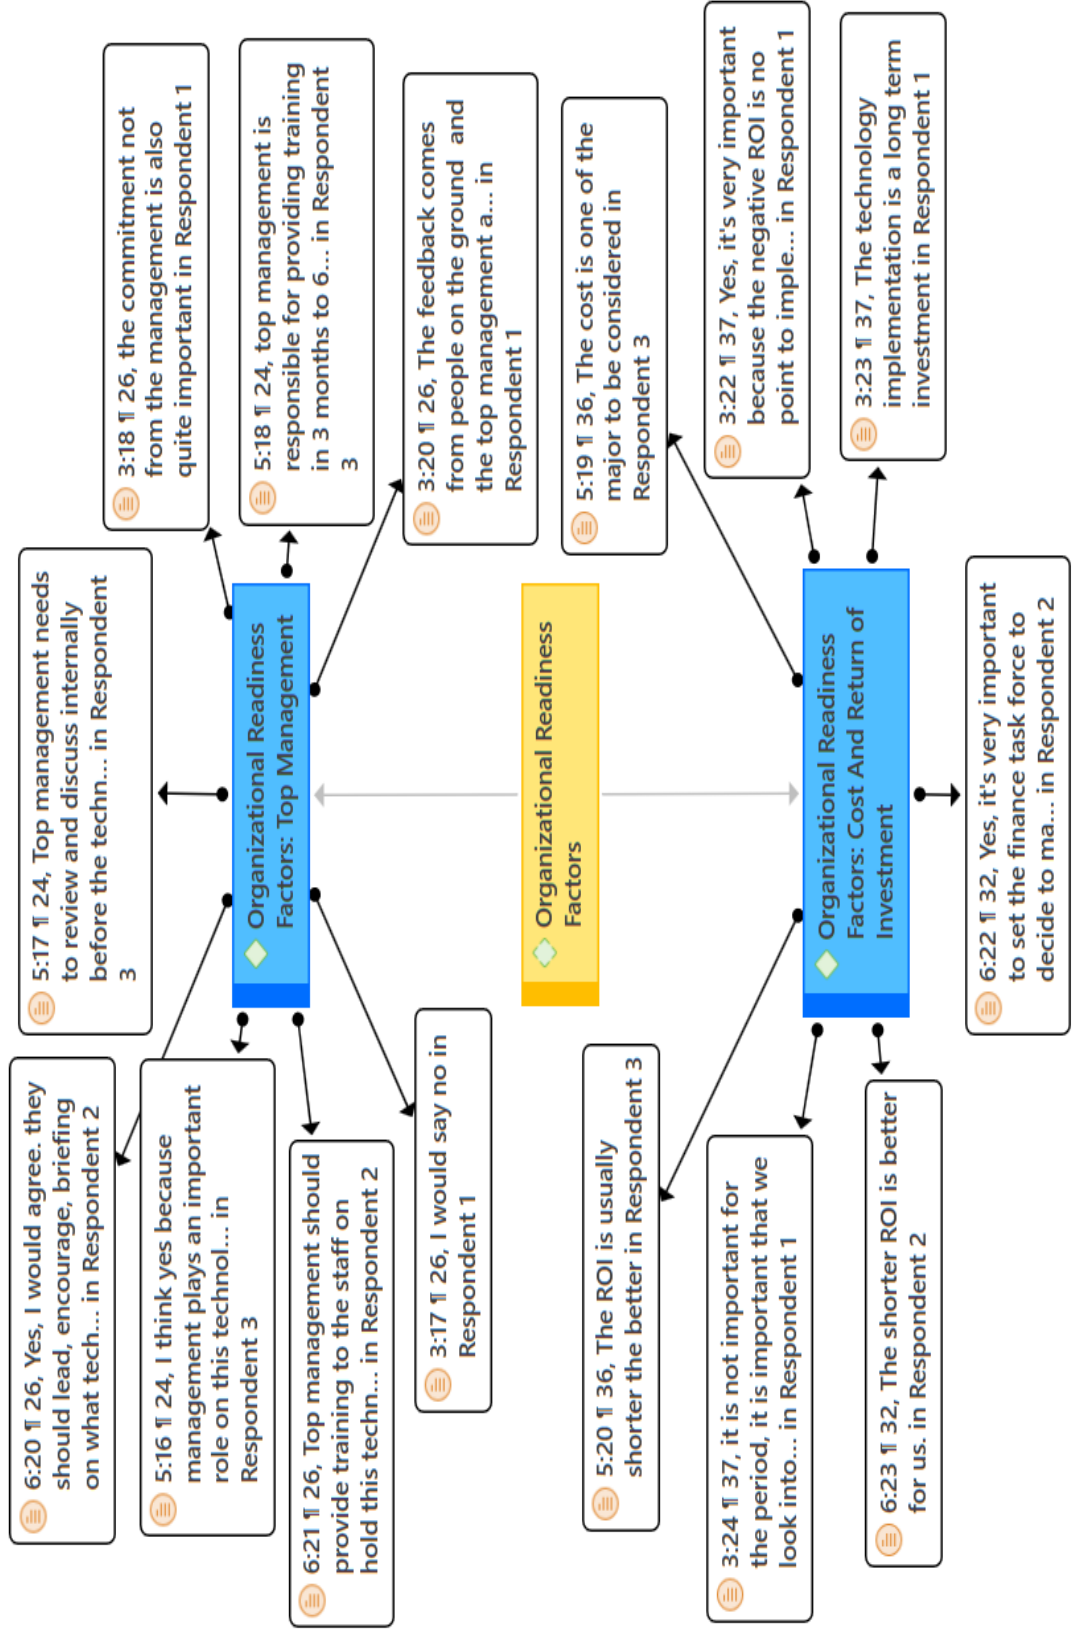 6:20 ¶ 26, Yes, I would agree. they
should lead, encourage, briefing
on what tech... in Respondent 2
5:17 ¶ 24, Top management needs
to review and discuss internally
before the techn... in Respondent
3
3:18 ¶ 26, the commitment not
from the management is also
quite important in Respondent 1
5:16 ¶ 24, I think yes because
management plays an important
role on this technol... in
Respondent 3
Organizational Readiness
Factors: Top Management
5:18 ¶ 24, top management is
responsible for providing training
in 3 months to 6... in Respondent
3
6:21 ¶ 26, Top management should
provide training to the staff on
hold this techn... in Respondent 2
3:17 ¶ 26, I would say no in
Respondent 1
3:20 ¶ 26, The feedback comes
from people on the ground  and
the top management a... in
Respondent 1
Organizational Readiness
Factors
5:20 ¶ 36, The ROI is usually
shorter the better in Respondent 3
5:19 ¶ 36, The cost is one of the
major to be considered in
Respondent 3
3:24 ¶ 37, it is not important for
the period, it is important that we
look into... in Respondent 1
Organizational Readiness
Factors: Cost And Return of
Investment
3:22 ¶ 37, Yes, it's very important
because the negative ROI is no
point to imple... in Respondent 1
6:23 ¶ 32, The shorter ROI is better
for us. in Respondent 2
3:23 ¶ 37, The technology
implementation is a long term
investment in Respondent 1
6:22 ¶ 32, Yes, it's very important
to set the finance task force to
decide to ma... in Respondent 2